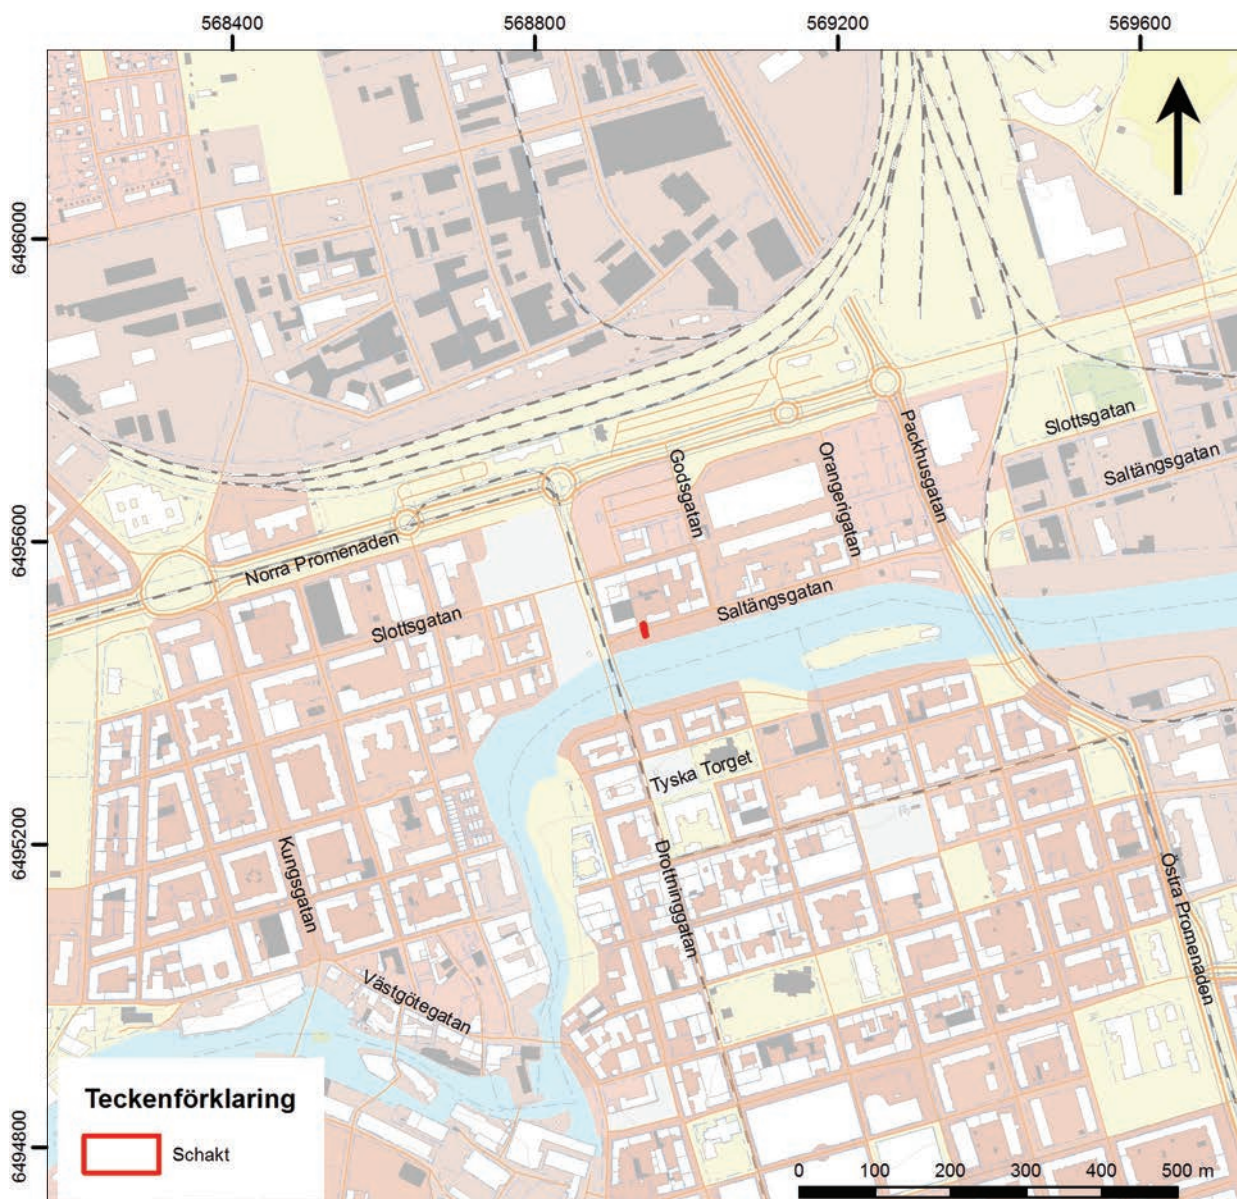 568400 568800 569200 569600
6496000
6495600
6495200
6494800
Slottsgatan
Saltängsgatan
Packhusgatan
Orangerigatan
Godsgatan
Norra Promenaden
Slottsgatan
Saltängsgatan
Tyska Torget
Kungsgatan
Drottninggatan
Östra Promenaden
Västgötegatan
Teckenförklaring
Schakt
0 100 200 300 400 500 m